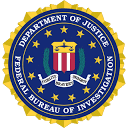 DEPARTMENT OF JUSTICE
FEDERAL BUREAU OF INVESTIGATION